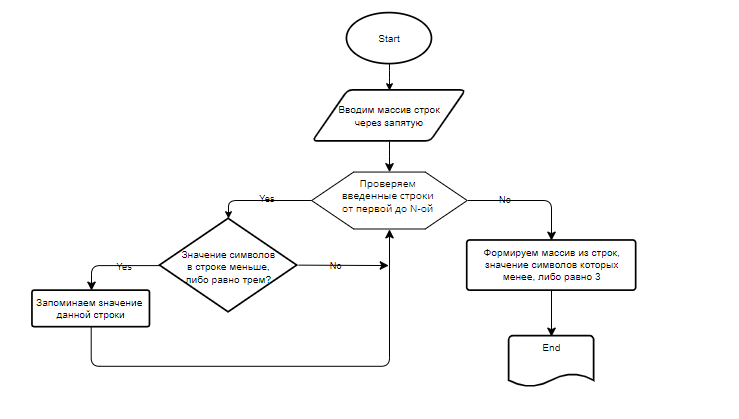 Start
Вводим массив строк
через запятую
Проверяем
введенные строки
от первой до N-ой
Yes
No
Значение символов
в строке меньше,
либо равно трем?
Yes
No
Запоминаем значение
данной строки
Формируем массив из строк,
значение символов которых
менее, либо равно 3
End